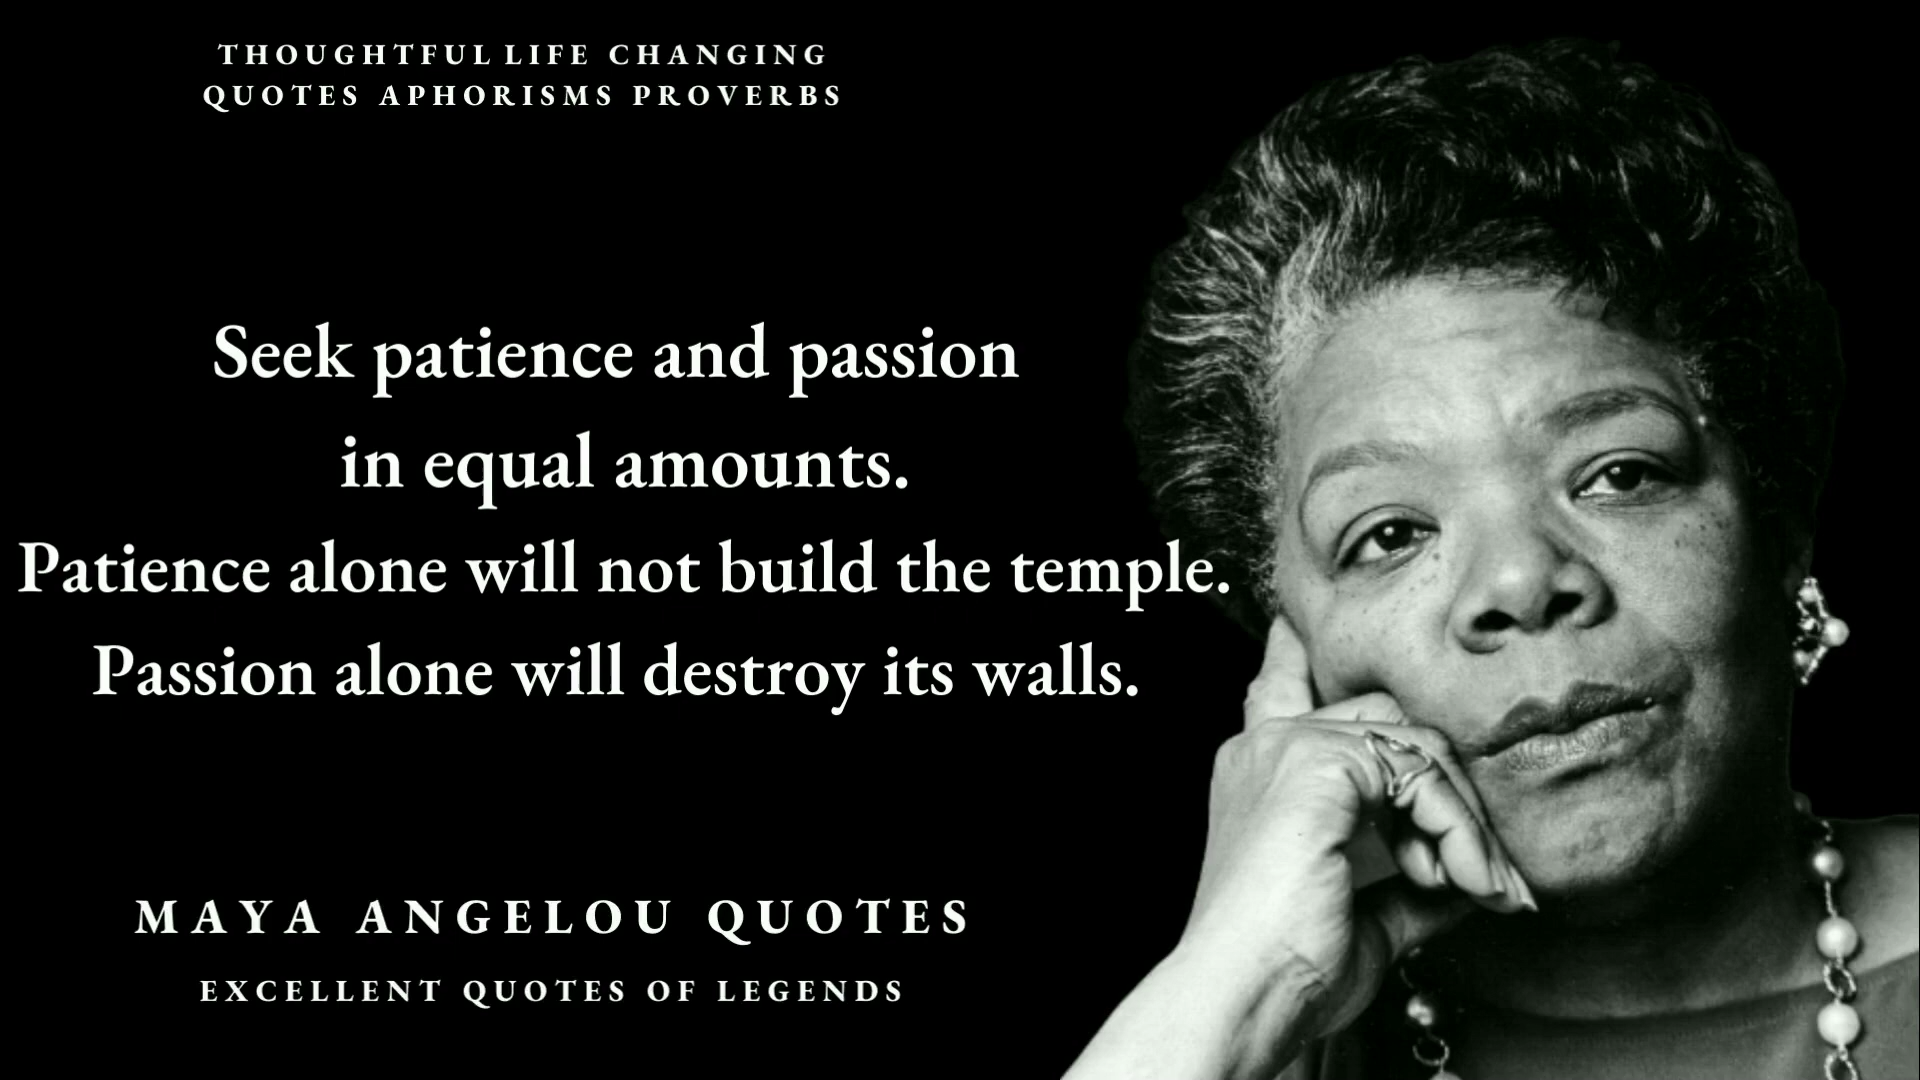 THOUGHTFUL LIFE CHANGING
QUOTES APHORISMS PROVERBS
Seek patience and passion
in equal amounts.
Patience alone will not build the temple.
Passion alone will destroy its walls.
MAYA ANGELOU QUOTES
EXCELLENT QUOTES OF LEGENDS